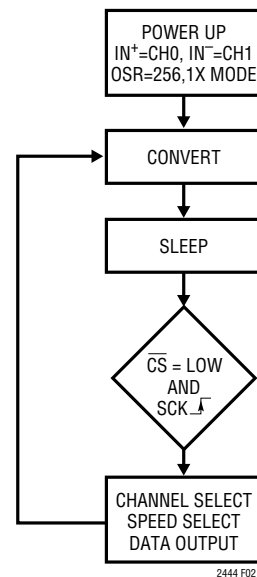 POWER UP
IN⁺=CH0, IN⁻=CH1
OSR=256,1X MODE
CONVERT
SLEEP
C̅S̅ = LOW
AND
SCK
CHANNEL SELECT
SPEED SELECT
DATA OUTPUT
2444 F02